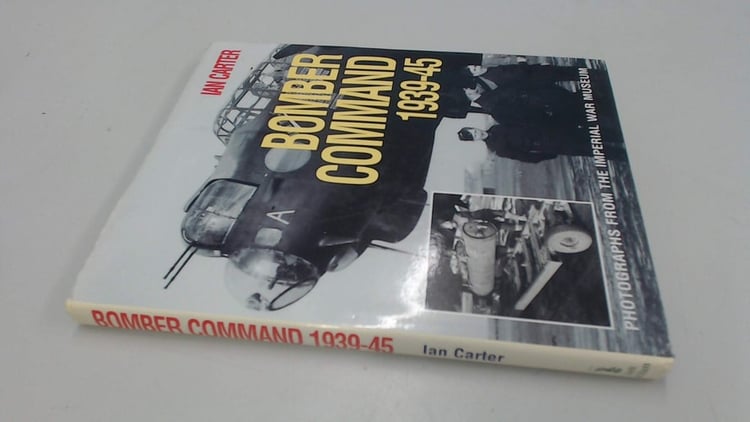 IAN CARTER
BOMBER
COMMAND
1939-45
A
PHOTOGRAPHS FROM THE IMPERIAL WAR MUSEUM
BOMBER COMMAND 1939-45
Ian Carter